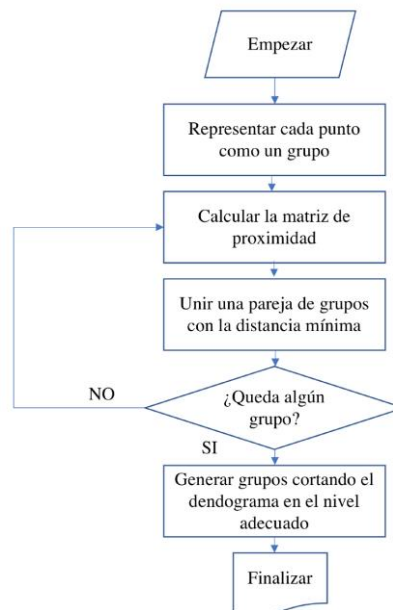 Empezar
Representar cada punto
como un grupo
Calcular la matriz de
proximidad
Unir una pareja de grupos
con la distancia mínima
¿Queda algún
grupo?
NO
SI
Generar grupos cortando el
dendograma en el nivel
adecuado
Finalizar